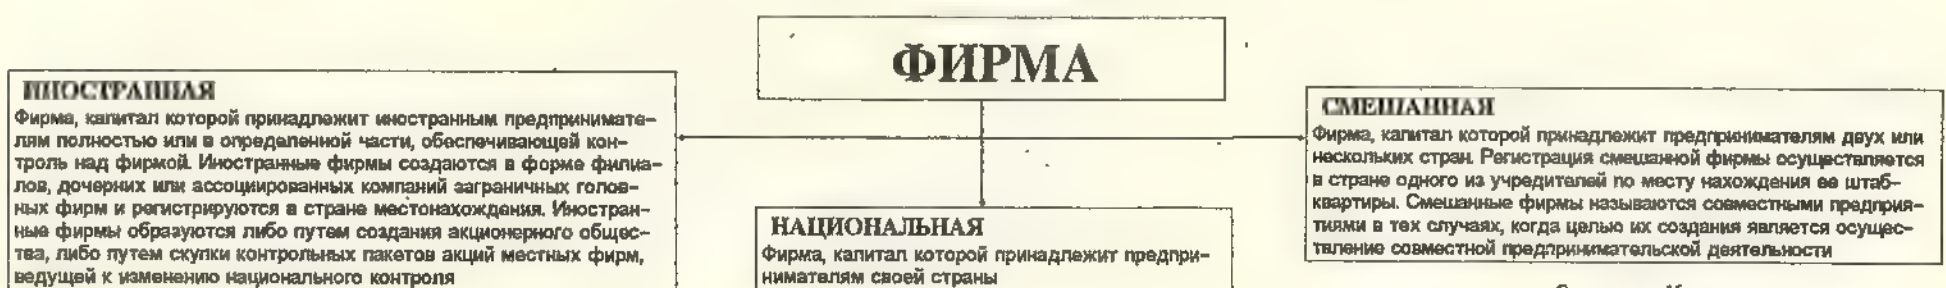 ФИРМА
ИНОСТРАННАЯ
Фирма, капитал которой принадлежит иностранным предпринимате-
лям полностью или в определенной части, обеспечивающей кон-
троль над фирмой. Иностранные фирмы создаются в форме филиа-
лов, дочерних или ассоциированных компаний заграничных голов-
ных фирм и регистрируются в стране местонахождения. Иностран-
ные фирмы образуются либо путем создания акционерного общес-
тва, либо путем скупки контрольных пакетов акций местных фирм,
ведущей к изменению национального контроля
НАЦИОНАЛЬНАЯ
Фирма, капитал которой принадлежит предпри-
нимателям своей страны
СМЕШАННАЯ
Фирма, капитал которой принадлежит предпринимателям двух или
нескольких стран. Регистрация смешанной фирмы осуществляется
в стране одного из учредителей по месту нахождения ее штаб-
квартиры. Смешанные фирмы называются совместными предприя-
тиями в тех случаях, когда целью их создания является осущес-
твление совместной предпринимательской деятельности